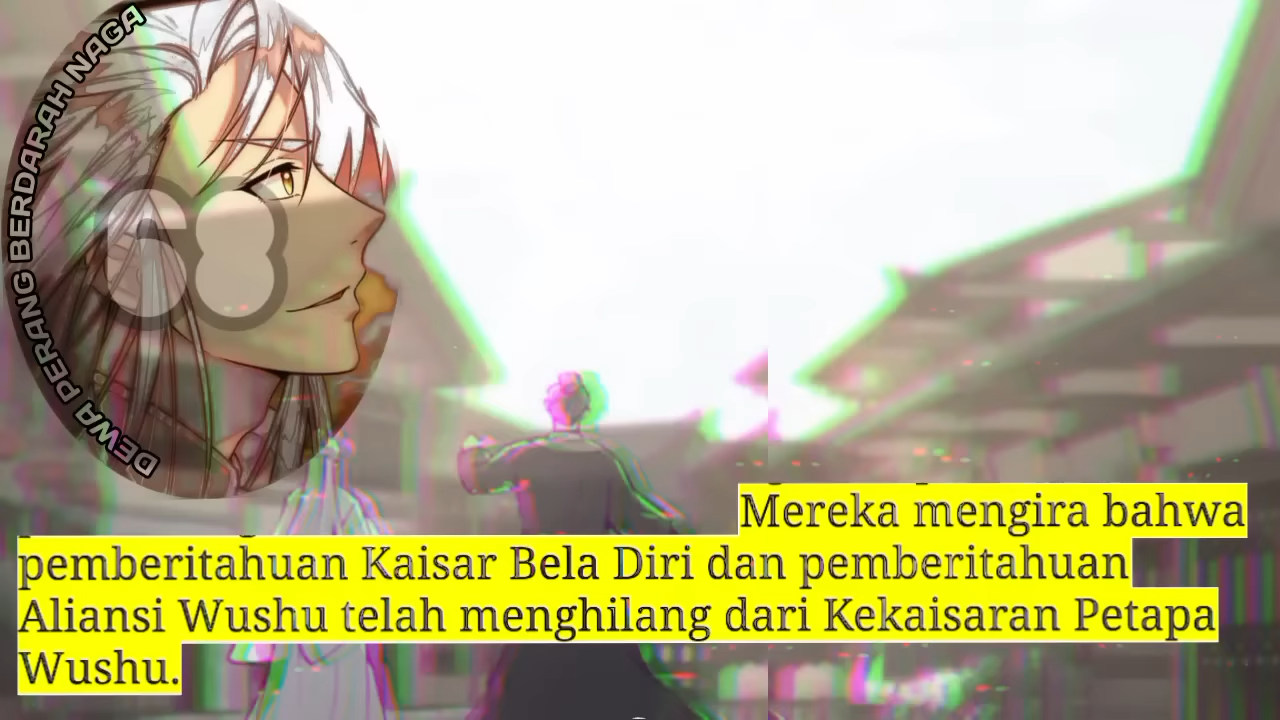 DEWA PERANG BERDARAH NAGA
68
Mereka mengira bahwa
pemberitahuan Kaisar Bela Diri dan pemberitahuan
Aliansi Wushu telah menghilang dari Kekaisaran Petapa
Wushu.